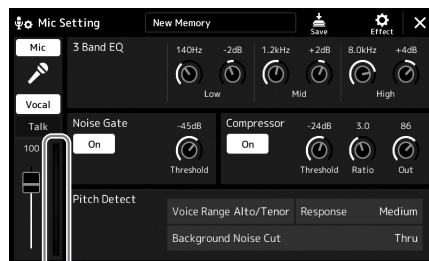 Mic Setting New Memory Save Effect
Mic
Vocal
Talk
100
3 Band EQ
140Hz -2dB 1.2kHz +2dB 8.0kHz +4dB
Low Mid High
Noise Gate
On
-45dB
Threshold
Compressor
On
-24dB 3.0 86
Threshold Ratio Out
Pitch Detect
Voice Range Alto/Tenor Response Medium
Background Noise Cut Thru